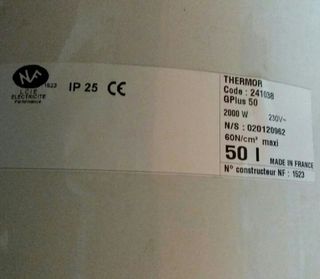 NF
1523
LCIE
ELECTRICITE
Performance
IP 25 CE
THERMOR
Code : 241038
GPlus 50
2000 W 230V~
N/S : 020120962
60N/cm² maxi
50 l
MADE IN FRANCE
N° constructeur NF : 1523